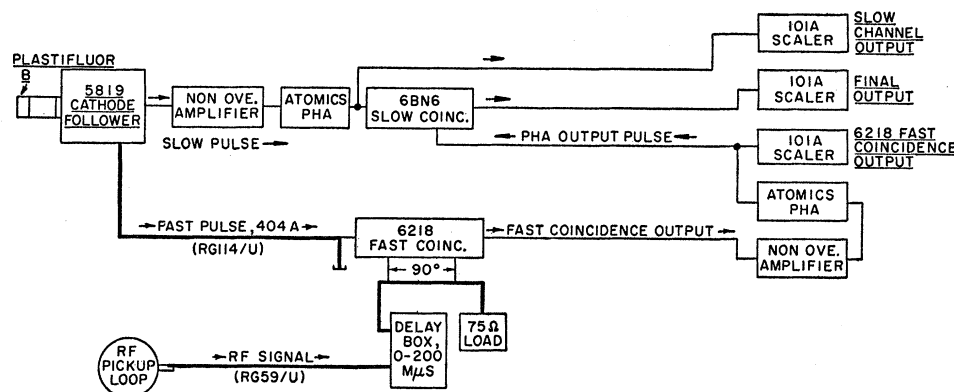 PLASTIFLUOR
B
5819
CATHODE
FOLLOWER
NON OVE.
AMPLIFIER
ATOMICS
PHA
6BN6
SLOW COINC.
101A
SCALER
SLOW
CHANNEL
OUTPUT
101A
SCALER
FINAL
OUTPUT
SLOW PULSE
PHA OUTPUT PULSE
101A
SCALER
6218 FAST
COINCIDENCE
OUTPUT
ATOMICS
PHA
FAST PULSE, 404 A
(RG114/U)
6218
FAST COINC.
FAST COINCIDENCE OUTPUT
NON OVE.
AMPLIFIER
90°
DELAY
BOX,
0-200
MμS
75Ω
LOAD
RF
PICKUP
LOOP
RF SIGNAL
(RG59/U)